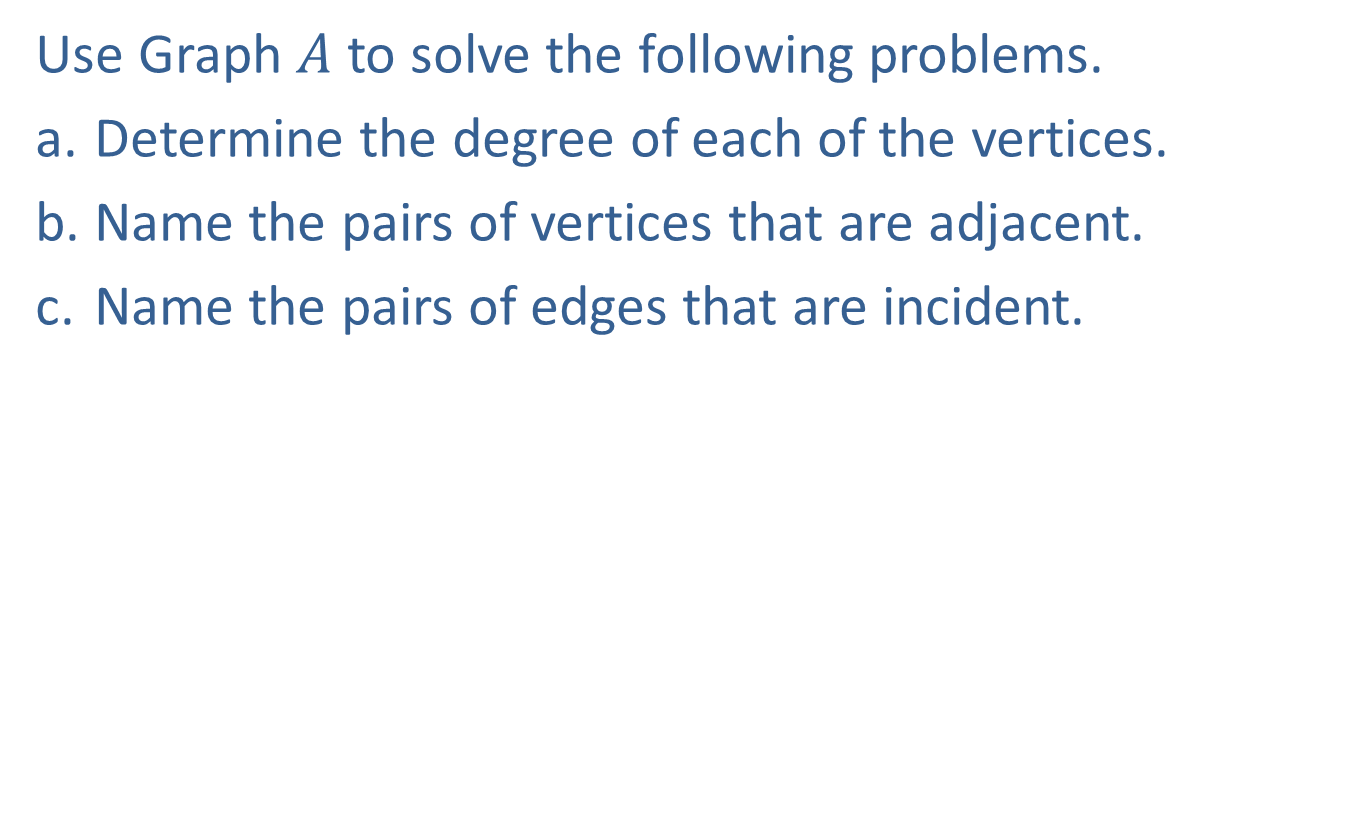 Use Graph A to solve the following problems.
a. Determine the degree of each of the vertices.
b. Name the pairs of vertices that are adjacent.
c. Name the pairs of edges that are incident.